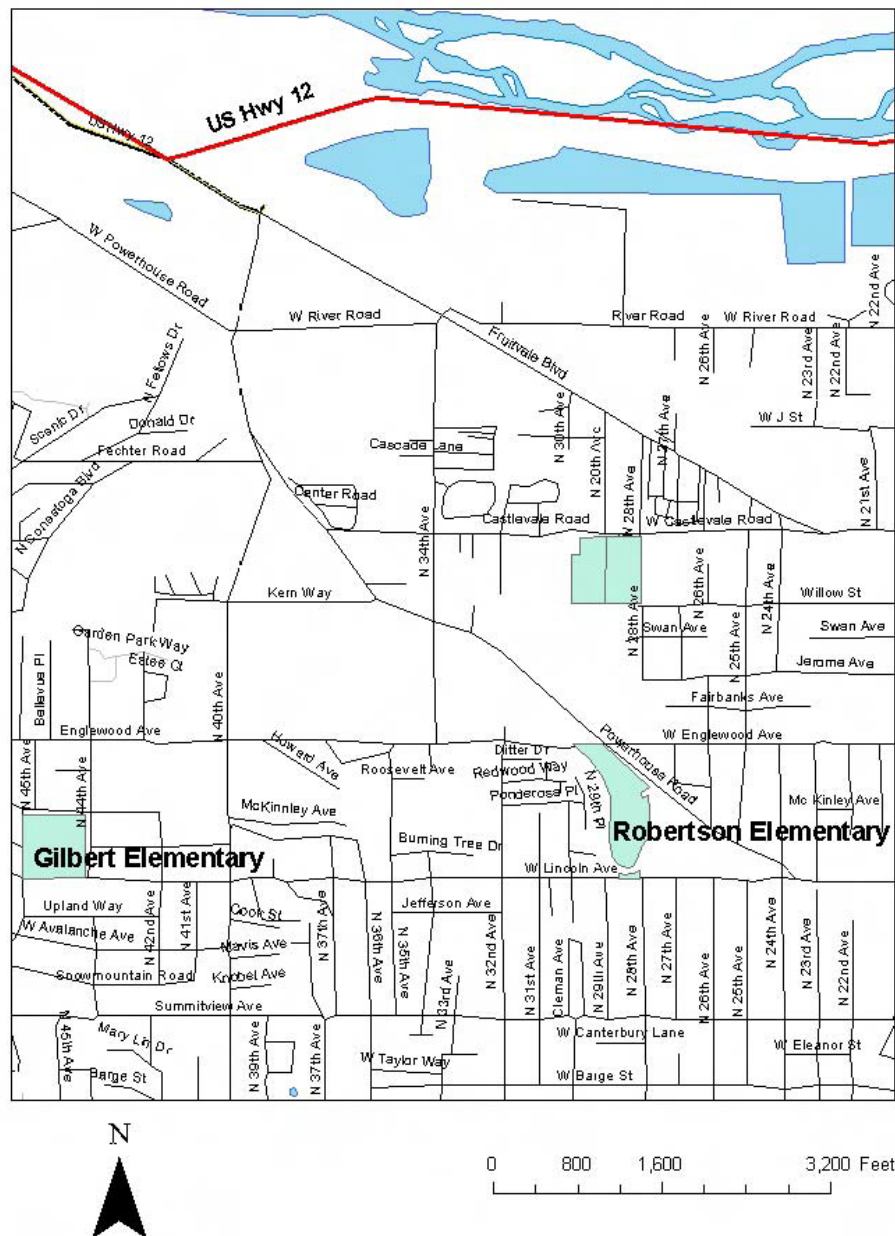 US Hwy 12
US Hwy 12
W Powerhouse Road
N 22nd Ave
W River Road
River Road
W River Road
Fruitvale Blvd
N Fellows Dr
N 26th Ave
N 23rd Ave
N 22nd Ave
Scenic Dr
Donald Dr
W J St
Fechter Road
Cascade Lane
N 30th Ave
N 27th Ave
N 20th Ave
N Conestoga Blvd
Center Road
N 28th Ave
N 21st Ave
Castlevale Road
W Castlevale Road
N 34th Ave
Kern Way
N 26th Ave
N 24th Ave
Willow St
N 28th Ave
Swan Ave
Swan Ave
Garden Park Way
Estee Ct
N 25th Ave
Jerome Ave
Bellevue Pl
N 40th Ave
Fairbanks Ave
Englewood Ave
W Englewood Ave
Howard Ave
Ditter Dr
Powerhouse Road
Roosevelt Ave
Redwood Way
N 45th Ave
N 44th Ave
Ponderosa Pl
N 29th Pl
McKinnley Ave
Mc Kinley Ave
Burning Tree Dr
Robertson Elementary
Gilbert Elementary
W Lincoln Ave
Upland Way
Jefferson Ave
W Avalanche Ave
N 42nd Ave
N 41st Ave
Cook St
N 37th Ave
N 36th Ave
N 35th Ave
N 32nd Ave
N 31st Ave
Cleman Ave
N 29th Ave
N 28th Ave
N 27th Ave
N 26th Ave
N 25th Ave
N 24th Ave
N 23rd Ave
N 22nd Ave
Mavis Ave
Snowmountain Road
Knobel Ave
N 33rd Ave
Summitview Ave
N 45th Ave
Mary Lin Dr
W Canterbury Lane
W Eleanor St
N 39th Ave
N 37th Ave
W Taylor Way
Barge St
W Barge St
N
0 800 1,600 3,200 Feet